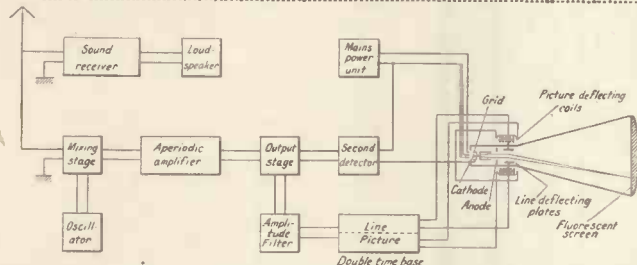 Sound
receiver
Loud-
speaker
Mains
power
unit
Grid
Picture deflecting
coils
Mixing
stage
Aperiodic
amplifier
Output
stage
Second
detector
Cathode
Anode
Line deflecting
plates
Fluorescent
screen
Oscill
ator
Ampli
tude
Filter
Line
Picture
Double time base